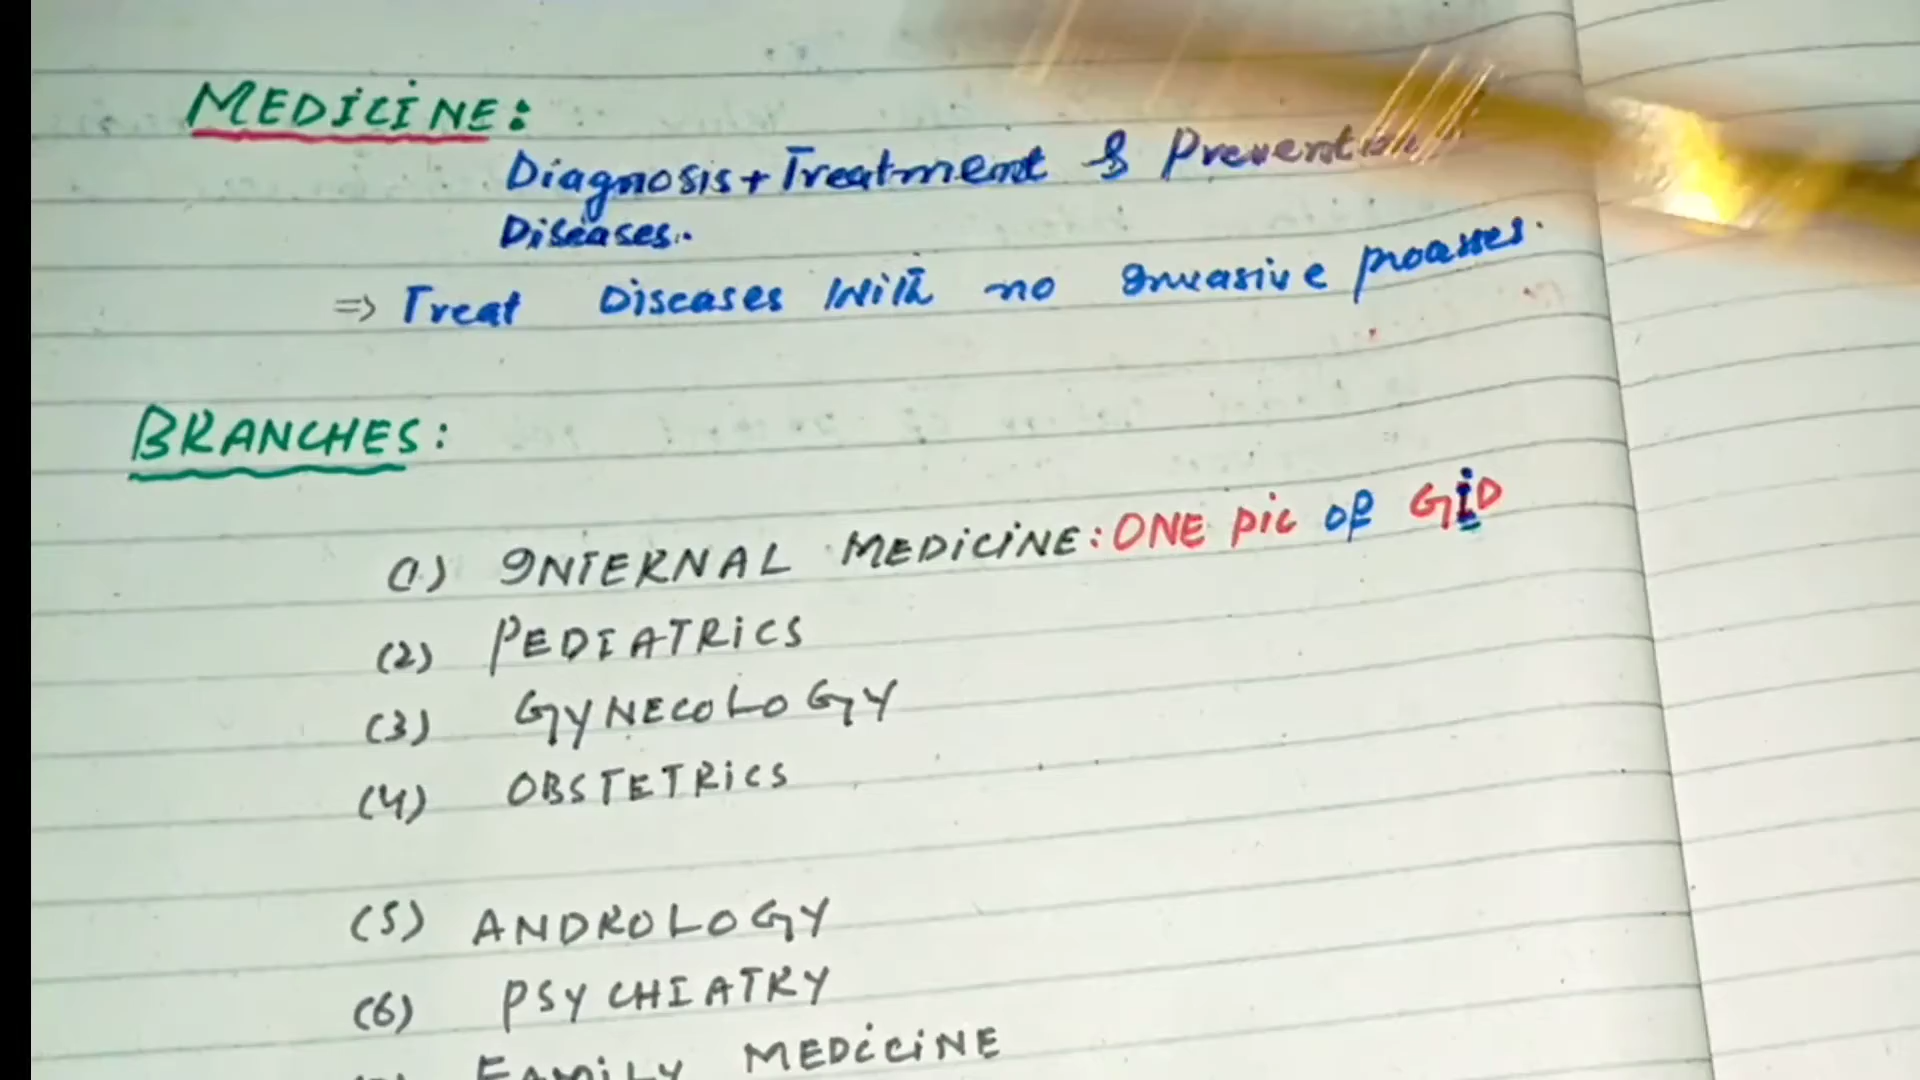 MEDICINE:
Diagnosis + Treatment & Prevention
Diseases.
=> Treat Diseases With no invasive processes.
BRANCHES:
(1) INTERNAL MEDICINE: ONE PIC OF GID
(2) PEDIATRICS
(3) GYNECOLOGY
(4) OBSTETRICS
(5) ANDROLOGY
(6) PSYCHIATRY
FAMILY MEDICINE